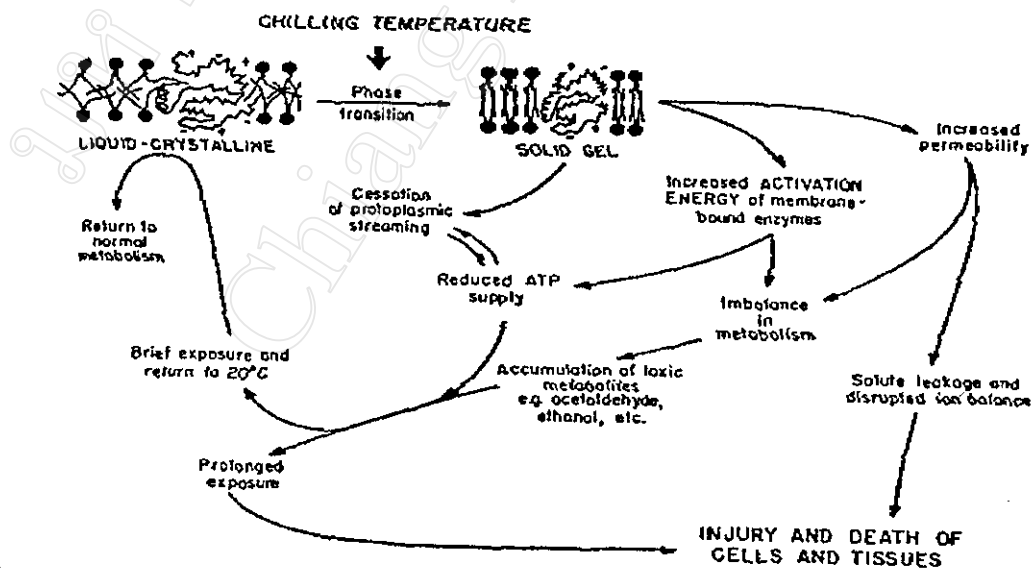 CHILLING TEMPERATURE
Phase
transition
LIQUID-CRYSTALLINE
SOLID GEL
Increased
permeability
Increased ACTIVATION
ENERGY of membrane-
bound enzymes
Cessation
of protoplasmic
streaming
Return to
normal
metabolism
Reduced ATP
supply
Imbalance
in
metabolism
Brief exposure and
return to 20°C
Accumulation of toxic
metabolites
e.g. acetaldehyde,
ethanol, etc.
Solute leakage and
disrupted ion balance
Prolonged
exposure
INJURY AND DEATH OF
CELLS AND TISSUES
Chiang